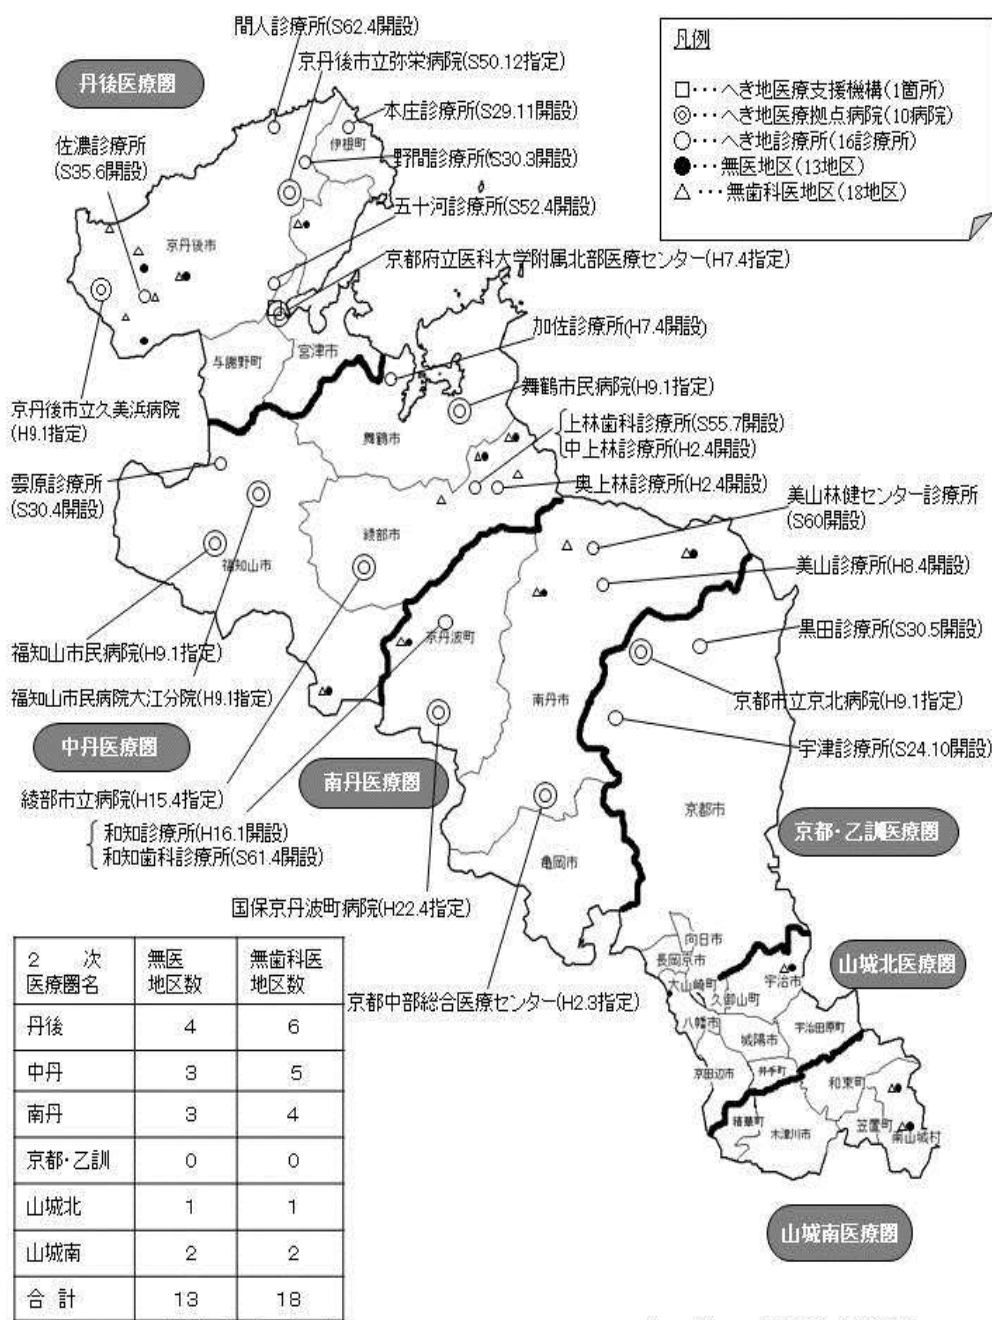 間人診療所(S62.4開設)
京丹後市立弥栄病院(S50.12指定)
丹後医療圏
本庄診療所(S29.11開設)
伊根町
佐濃診療所
(S35.6開設)
野間診療所(S30.3開設)
五十河診療所(S52.4開設)
京丹後市
京都府立医科大学附属北部医療センター(H7.4指定)
凡例
□・・・へき地医療支援機構(1箇所)
◎・・・へき地医療拠点病院(10病院)
○・・・へき地診療所(16診療所)
●・・・無医地区(13地区)
△・・・無歯科医地区(18地区)
加佐診療所(H7.4開設)
宮津市
与謝野町
京丹後市立久美浜病院
(H9.1指定)
舞鶴市民病院(H9.1指定)
舞鶴市
上林歯科診療所(S55.7開設)
中上林診療所(H2.4開設)
雲原診療所
(S30.4開設)
奥上林診療所(H2.4開設)
美山林健センター診療所
(S60開設)
綾部市
福知山市
美山診療所(H8.4開設)
京丹波町
黒田診療所(S30.5開設)
福知山市民病院(H9.1指定)
福知山市民病院大江分院(H9.1指定)
南丹市
京都市立京北病院(H9.1指定)
中丹医療圏
宇津診療所(S24.10開設)
南丹医療圏
綾部市立病院(H15.4指定)
京都市
和知診療所(H16.1開設)
和知歯科診療所(S61.4開設)
京都・乙訓医療圏
亀岡市
国保京丹波町病院(H22.4指定)
京都中部総合医療センター(H2.3指定)
向日市
長岡京市
大山崎町
久御山町
宇治市
山城北医療圏
八幡市
城陽市
宇治田原町
京田辺市
井手町
和東町
精華町
木津川市
笠置町
南山城村
山城南医療圏
2 次
医療圏名 無医
地区数 無歯科医
地区数
丹後 4 6
中丹 3 5
南丹 3 4
京都・乙訓 0 0
山城北 1 1
山城南 2 2
合 計 13 18